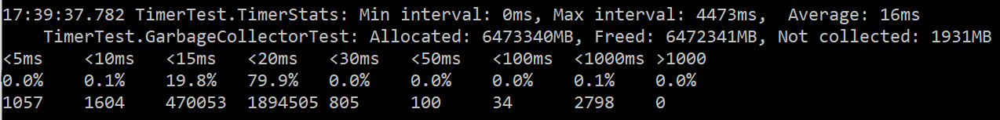 17:39:37.782 TimerTest.TimerStats: Min interval: 0ms, Max interval: 4473ms,  Average: 16ms
    TimerTest.GarbageCollectorTest: Allocated: 6473340MB, Freed: 6472341MB, Not collected: 1931MB
<5ms    <10ms   <15ms   <20ms   <30ms   <50ms   <100ms  <1000ms >1000
0.0%    0.1%    19.8%   79.9%   0.0%    0.0%    0.0%    0.1%    0.0%
1057    1604    470053  1894505 805     100     34      2798    0